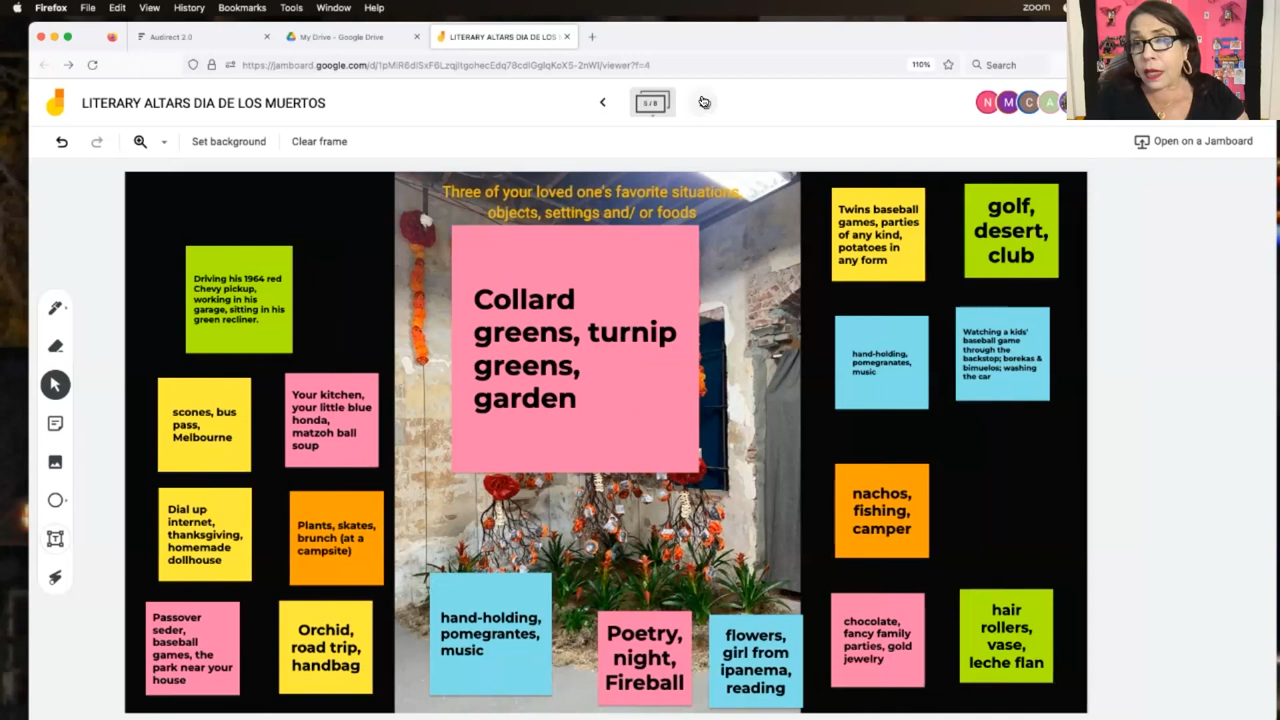 Firefox File Edit View History Bookmarks Tools Window Help
zoom
Audirect 2.0
My Drive - Google Drive
LITERARY ALTARS DIA DE LOS
110%
Search
LITERARY ALTARS DIA DE LOS MUERTOS
5 / 8
N M C A
Set background
Clear frame
Open on a Jamboard
Three of your loved one's favorite situations,
objects, settings and/ or foods
Driving his 1964 red
Chevy pickup,
working in his
garage, sitting in his
green recliner.
scones, bus
pass,
Melbourne
Your kitchen,
your little blue
honda,
matzoh ball
soup
Dial up
internet,
thanksgiving,
homemade
dollhouse
Plants, skates,
brunch (at a
campsite)
Passover
seder,
baseball
games, the
park near your
house
Orchid,
road trip,
handbag
Collard
greens, turnip
greens,
garden
hand-holding,
pomegrantes,
music
Poetry,
night,
Fireball
flowers,
girl from
ipanema,
reading
Twins baseball
games, parties
of any kind,
potatoes in
any form
golf,
desert,
club
hand-holding,
pomegranates,
music
Watching a kids'
baseball game
through the
backstop; borekas &
bimuelos; washing
the car
nachos,
fishing,
camper
chocolate,
fancy family
parties, gold
jewelry
hair
rollers,
vase,
leche flan